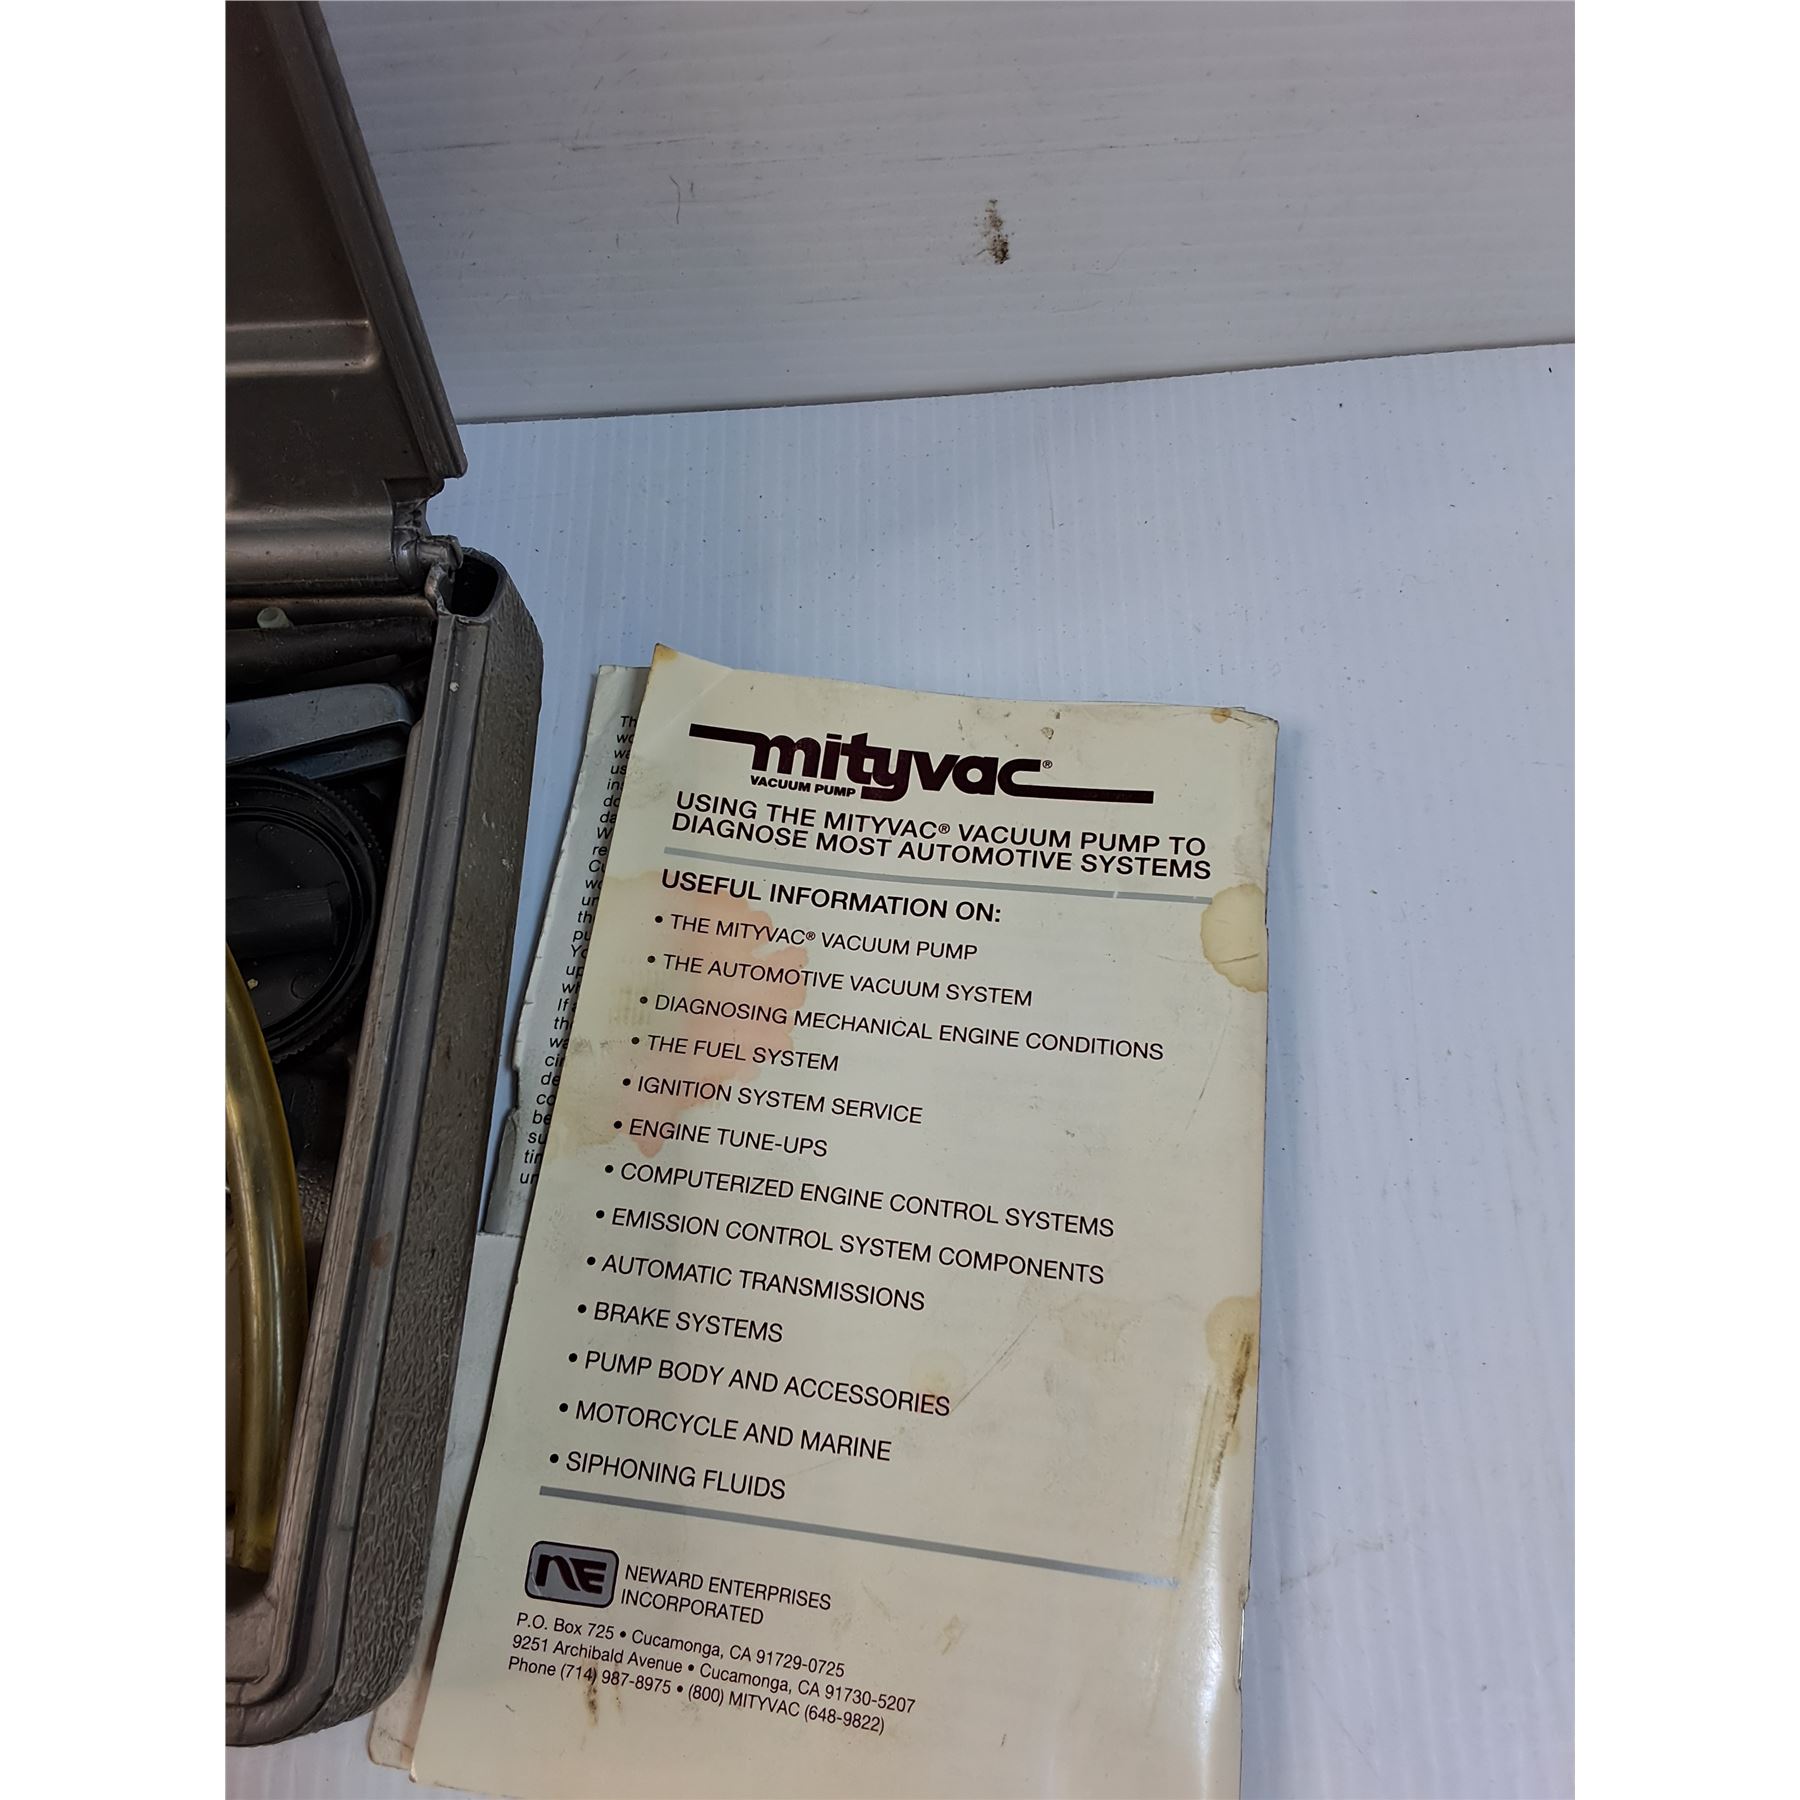 mityvac®
VACUUM PUMP
USING THE MITYVAC® VACUUM PUMP TO
DIAGNOSE MOST AUTOMOTIVE SYSTEMS
USEFUL INFORMATION ON:
• THE MITYVAC® VACUUM PUMP
• THE AUTOMOTIVE VACUUM SYSTEM
• DIAGNOSING MECHANICAL ENGINE CONDITIONS
• THE FUEL SYSTEM
• IGNITION SYSTEM SERVICE
• ENGINE TUNE-UPS
• COMPUTERIZED ENGINE CONTROL SYSTEMS
• EMISSION CONTROL SYSTEM COMPONENTS
• AUTOMATIC TRANSMISSIONS
• BRAKE SYSTEMS
• PUMP BODY AND ACCESSORIES
• MOTORCYCLE AND MARINE
• SIPHONING FLUIDS
NE
NEWARD ENTERPRISES
INCORPORATED
P.O. Box 725 • Cucamonga, CA 91729-0725
9251 Archibald Avenue • Cucamonga, CA 91730-5207
Phone (714) 987-8975 • (800) MITYVAC (648-9822)